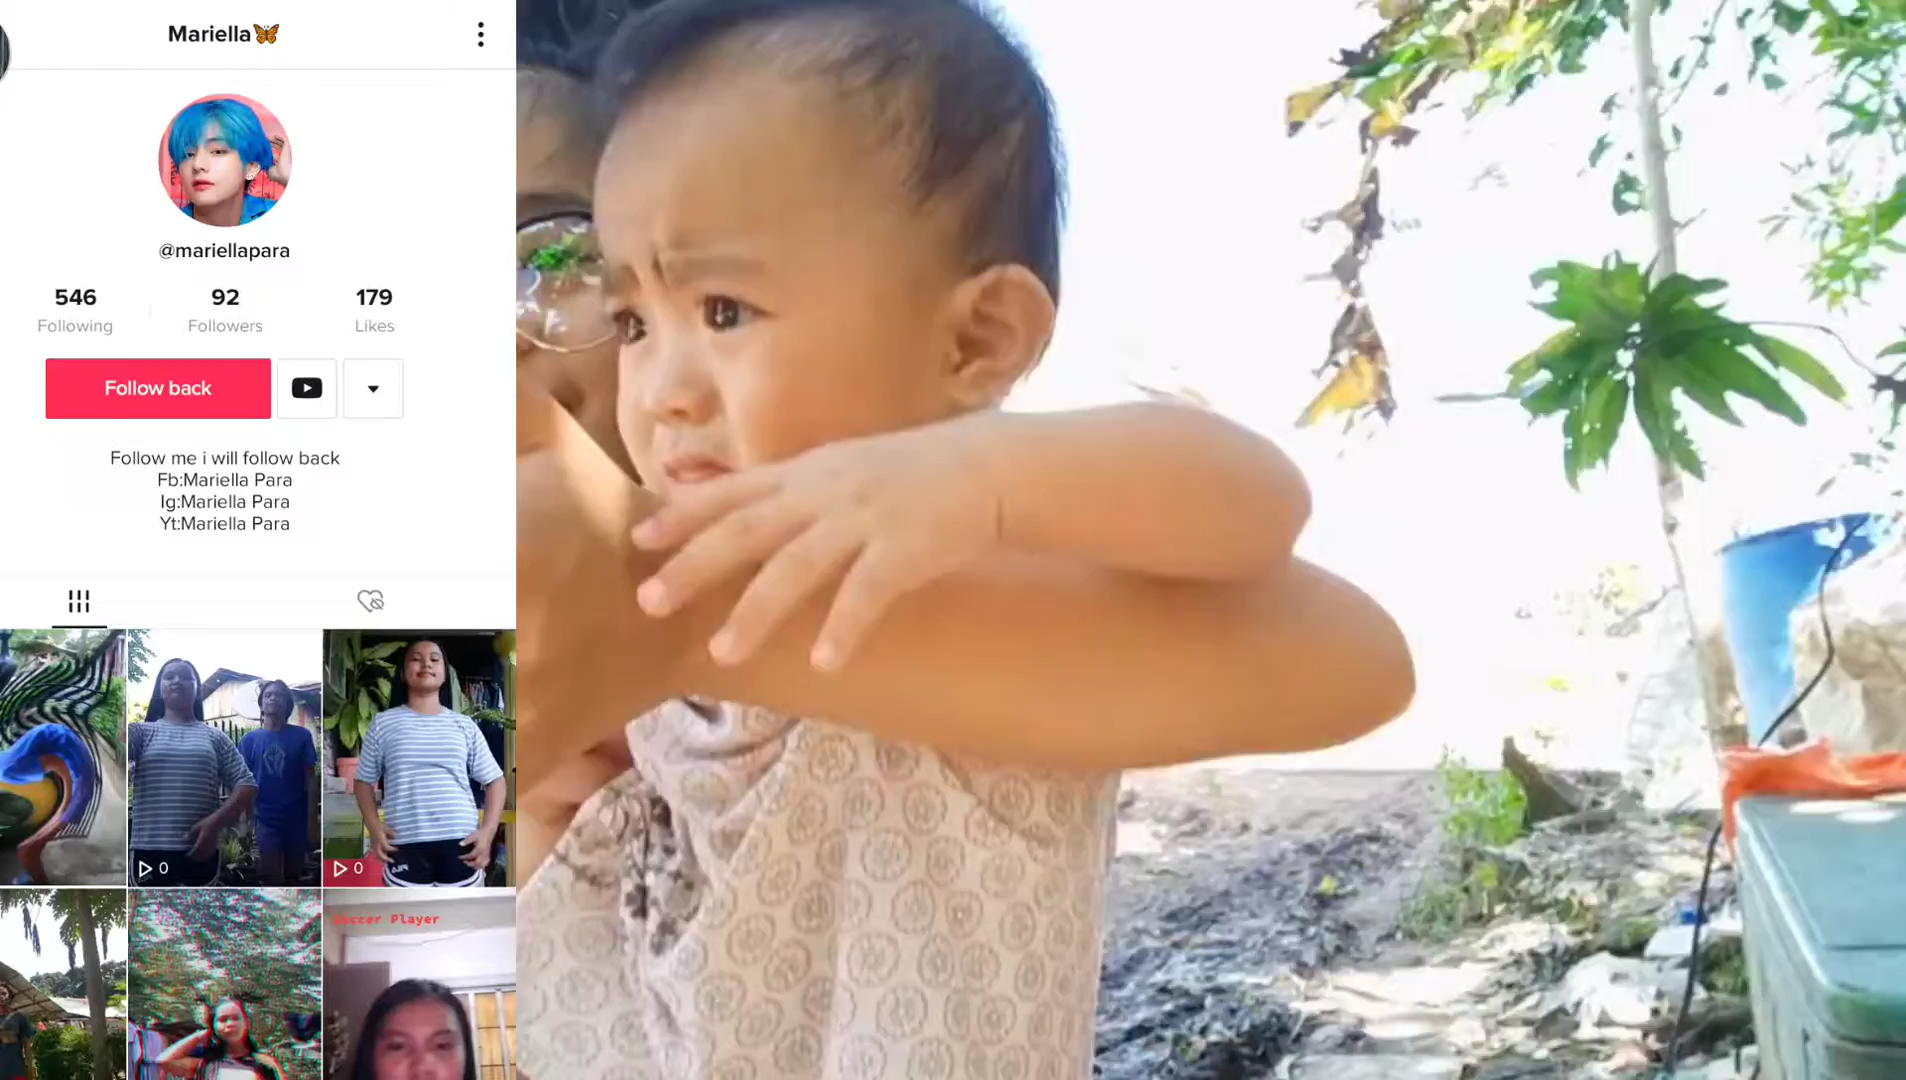 Mariella🦋
@mariellapara
546
92
179
Following
Followers
Likes
Follow back
Follow me i will follow back
Fb:Mariella Para
Ig:Mariella Para
Yt:Mariella Para
0
0
Soccer Player